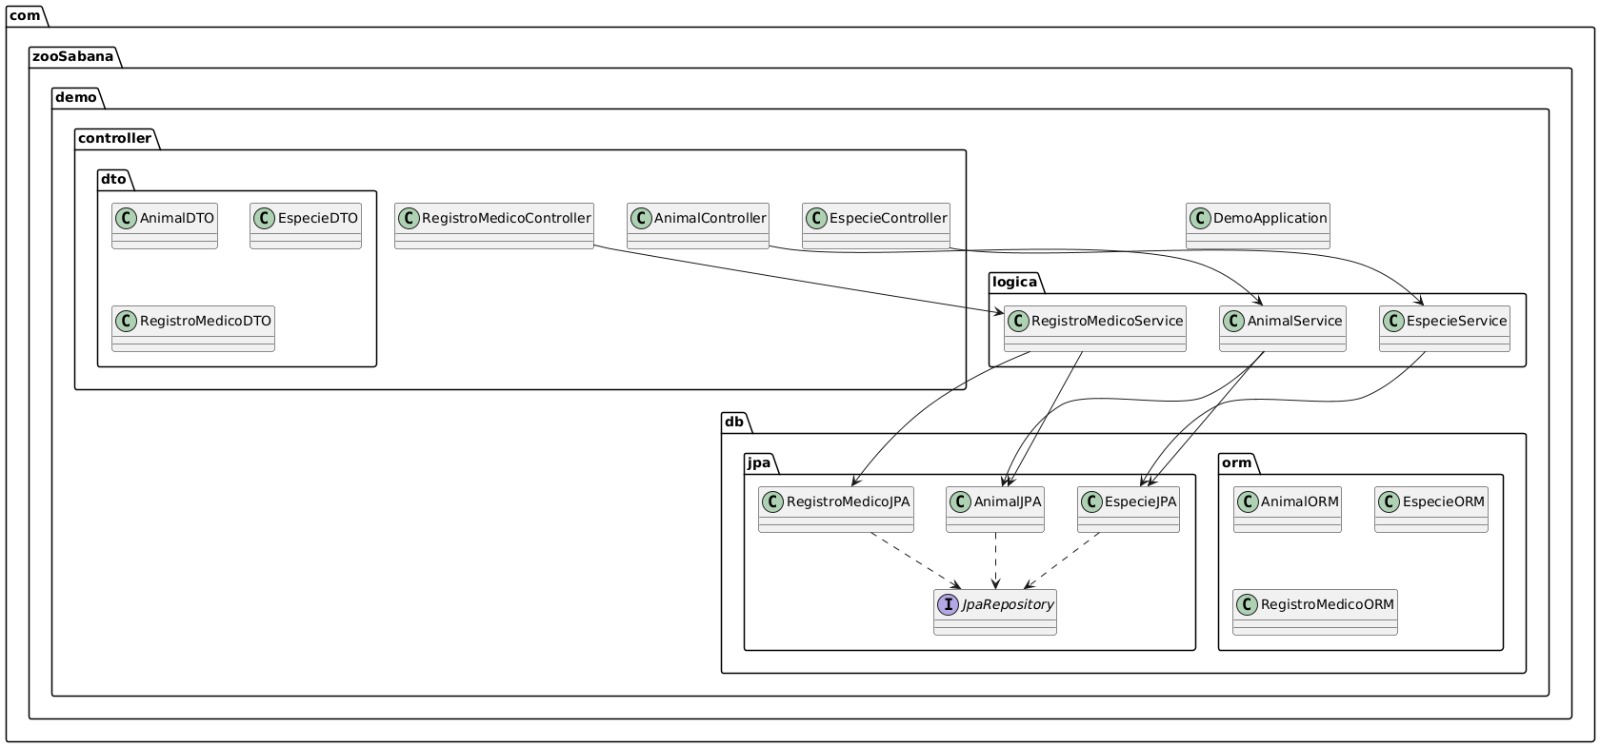 com
zooSabana
demo
controller
dto
C AnimalDTO
C EspecieDTO
C RegistroMedicoController
C AnimalController
C EspecieController
C DemoApplication
logica
C RegistroMedicoDTO
C RegistroMedicoService
C AnimalService
C EspecieService
db
jpa
orm
C RegistroMedicoJPA
C AnimalJPA
C EspecieJPA
C AnimalORM
C EspecieORM
I JpaRepository
C RegistroMedicoORM